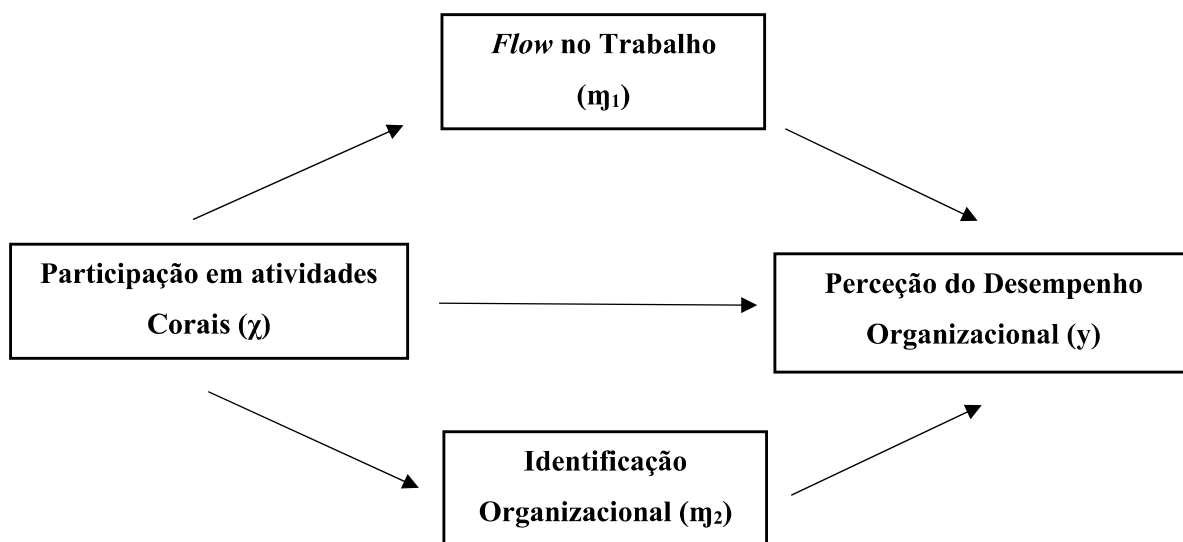 Flow no Trabalho
(ɱ₁)
Participação em atividades
Corais (χ)
Perceção do Desempenho
Organizacional (y)
Identificação
Organizacional (ɱ₂)